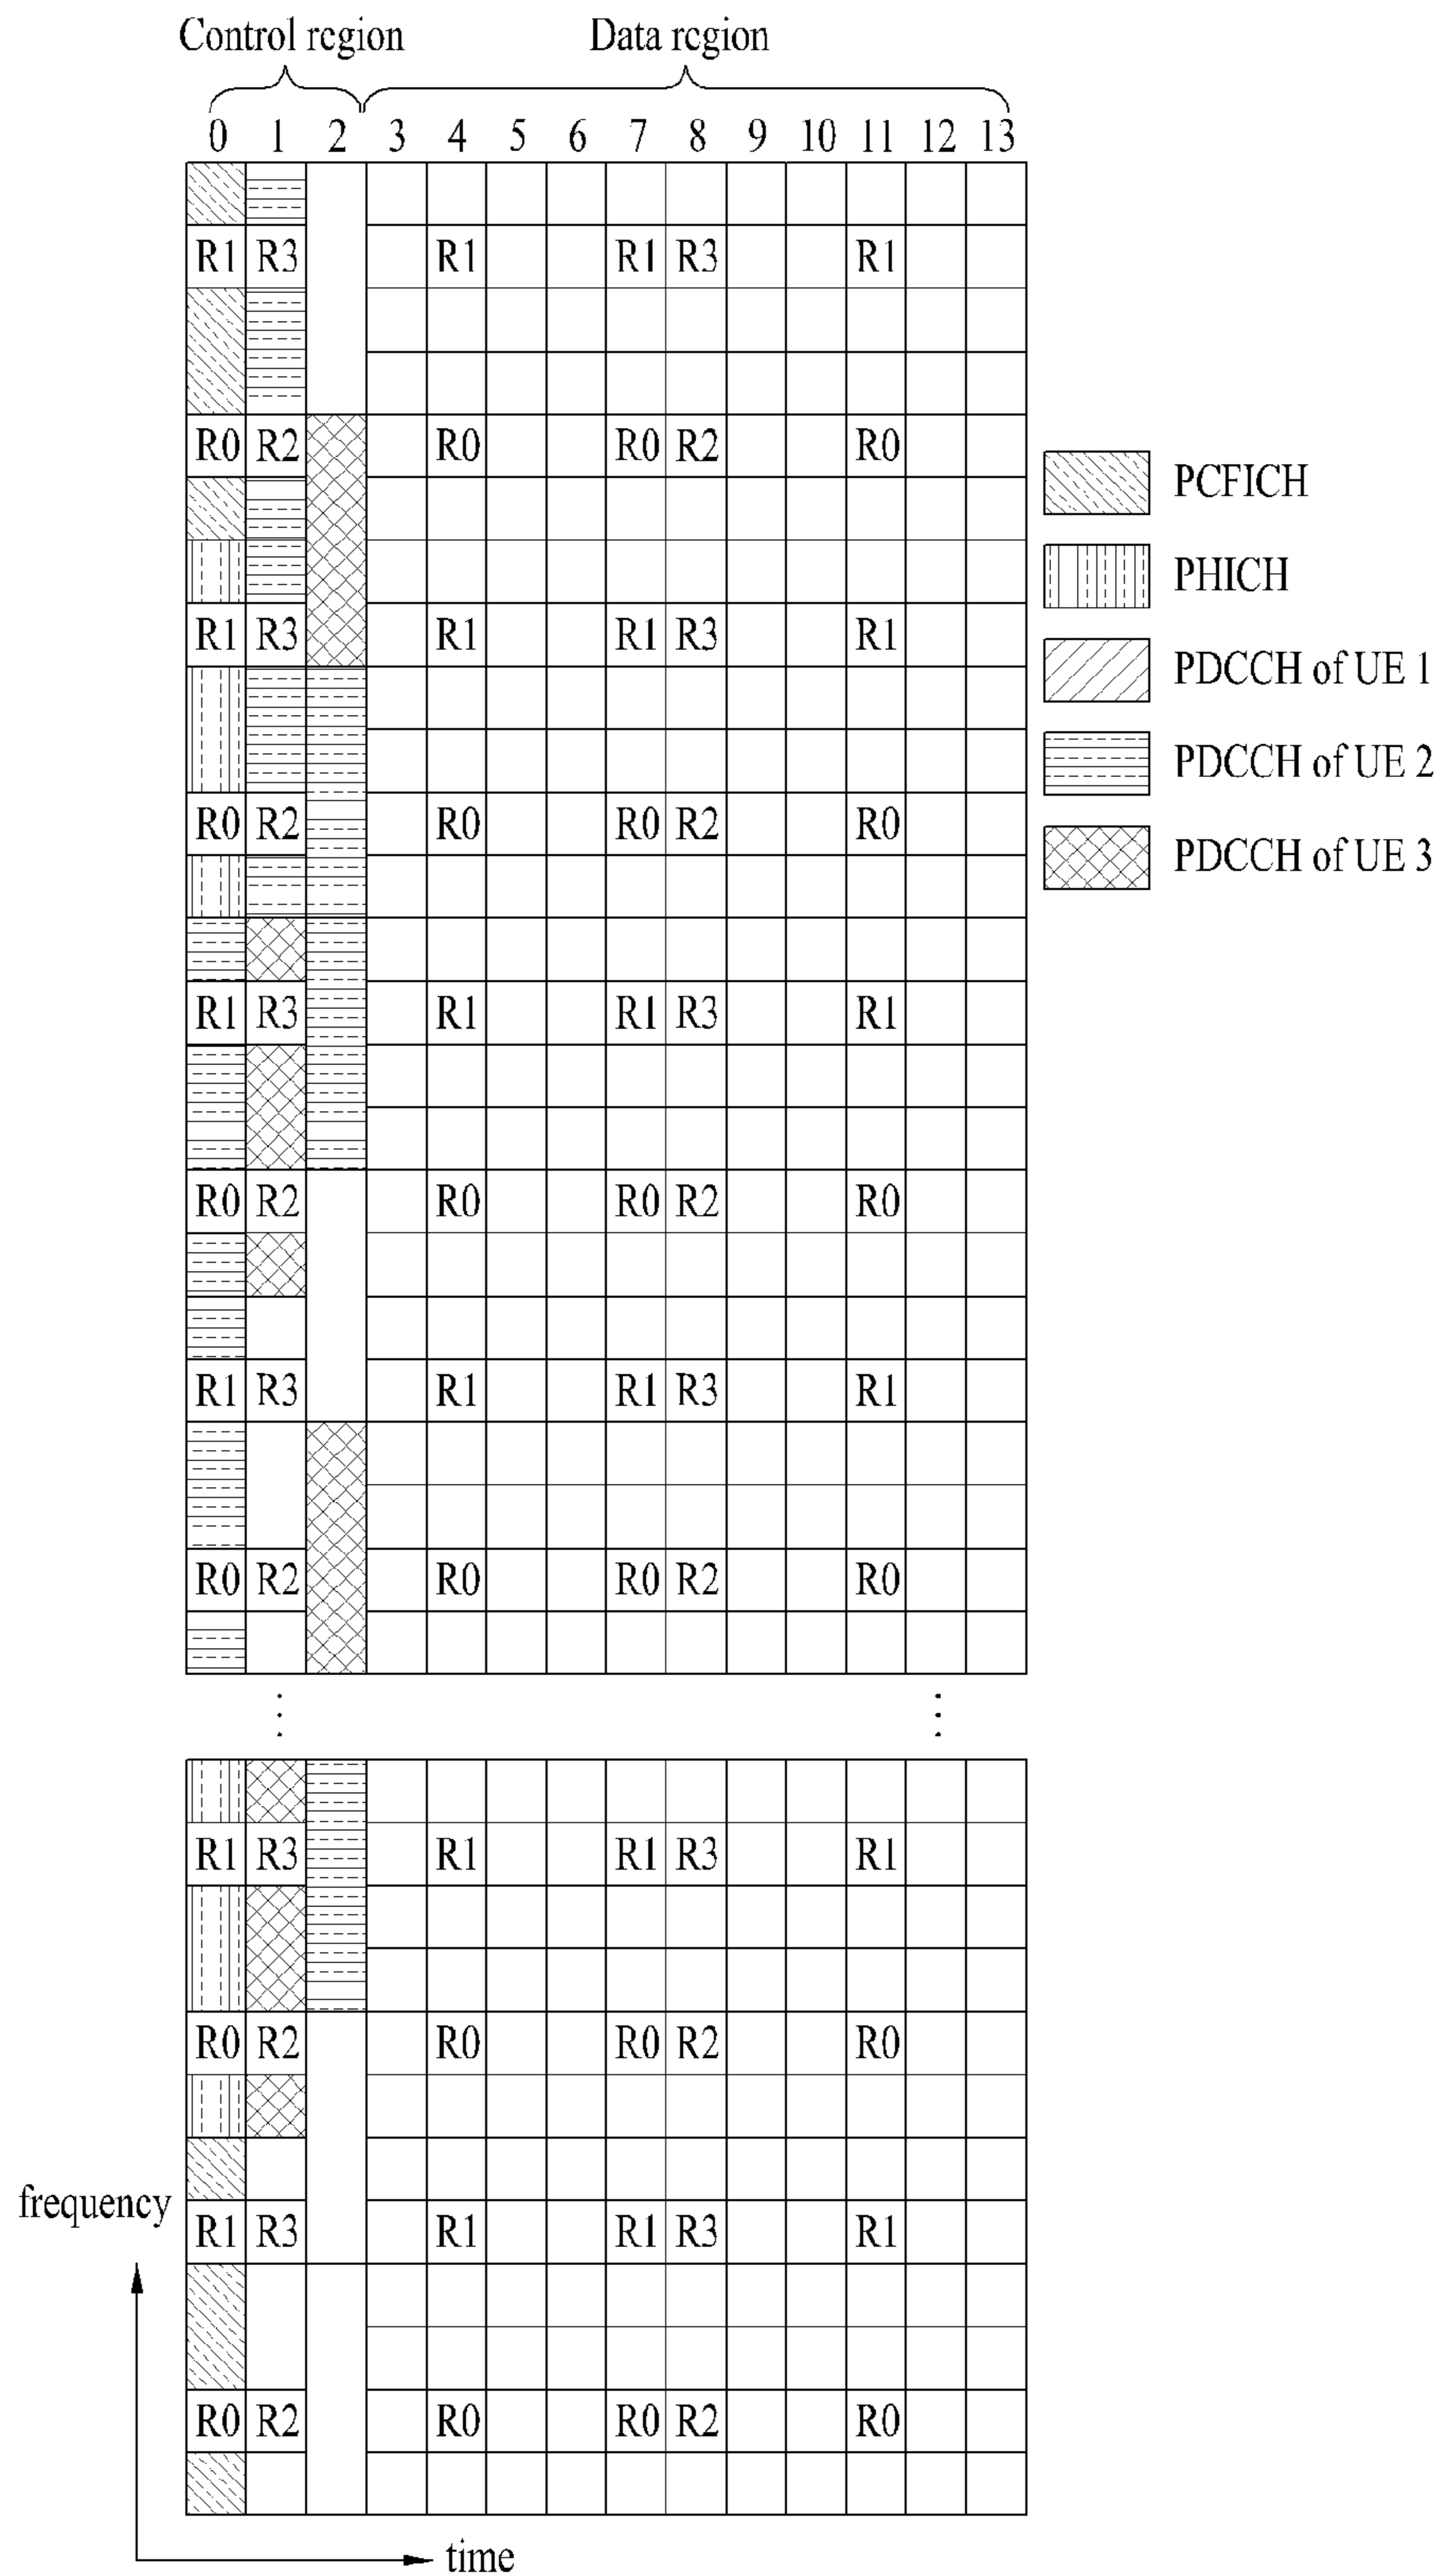 Control region Data region
0 1 2 3 4 5 6 7 8 9 10 11 12 13
R1 R3 R1 R1 R3 R1
R0 R2 R0 R0 R2 R0
PCFICH
PHICH
R1 R3 R1 R1 R3 R1
PDCCH of UE 1
PDCCH of UE 2
R0 R2 R0 R0 R2 R0
PDCCH of UE 3
R1 R3 R1 R1 R3 R1
R0 R2 R0 R0 R2 R0
R1 R3 R1 R1 R3 R1
R0 R2 R0 R0 R2 R0
R1 R3 R1 R1 R3 R1
R0 R2 R0 R0 R2 R0
frequency
R1 R3 R1 R1 R3 R1
R0 R2 R0 R0 R2 R0
time